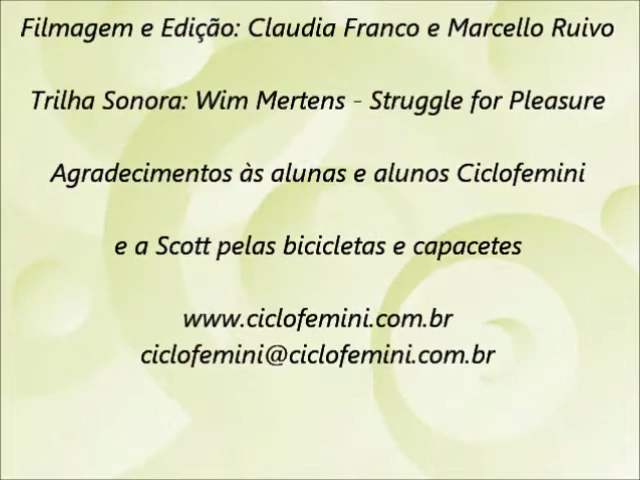 Filmagem e Edição: Claudia Franco e Marcello Ruivo
Trilha Sonora: Wim Mertens - Struggle for Pleasure
Agradecimentos às alunas e alunos Ciclofemini
e a Scott pelas bicicletas e capacetes
www.ciclofemini.com.br
ciclofemini@ciclofemini.com.br